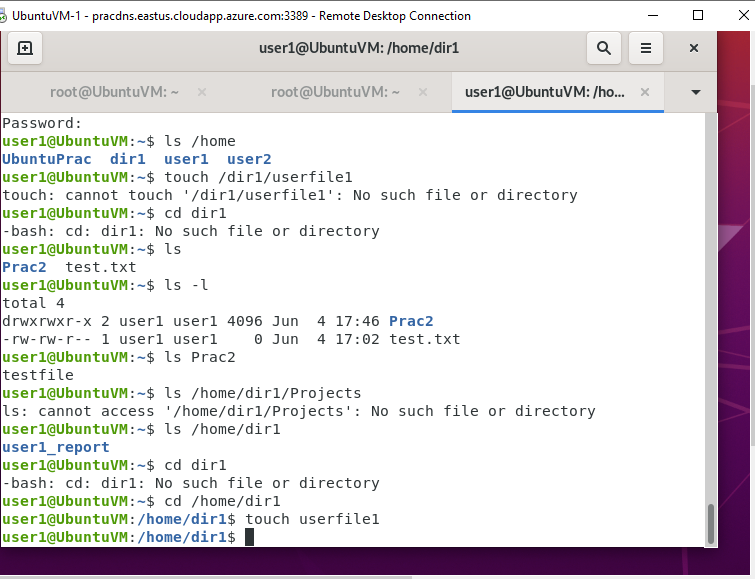 UbuntuVM-1 - pracdns.eastus.cloudapp.azure.com:3389 - Remote Desktop Connection
user1@UbuntuVM: /home/dir1
root@UbuntuVM: ~ × root@UbuntuVM: ~ × user1@UbuntuVM: /ho... ×
Password:
user1@UbuntuVM:~$ ls /home
UbuntuPrac  dir1  user1  user2
user1@UbuntuVM:~$ touch /dir1/userfile1
touch: cannot touch '/dir1/userfile1': No such file or directory
user1@UbuntuVM:~$ cd dir1
-bash: cd: dir1: No such file or directory
user1@UbuntuVM:~$ ls
Prac2  test.txt
user1@UbuntuVM:~$ ls -l
total 4
drwxrwxr-x 2 user1 user1 4096 Jun  4 17:46 Prac2
-rw-rw-r-- 1 user1 user1    0 Jun  4 17:02 test.txt
user1@UbuntuVM:~$ ls Prac2
testfile
user1@UbuntuVM:~$ ls /home/dir1/Projects
ls: cannot access '/home/dir1/Projects': No such file or directory
user1@UbuntuVM:~$ ls /home/dir1
user1_report
user1@UbuntuVM:~$ cd dir1
-bash: cd: dir1: No such file or directory
user1@UbuntuVM:~$ cd /home/dir1
user1@UbuntuVM:/home/dir1$ touch userfile1
user1@UbuntuVM:/home/dir1$